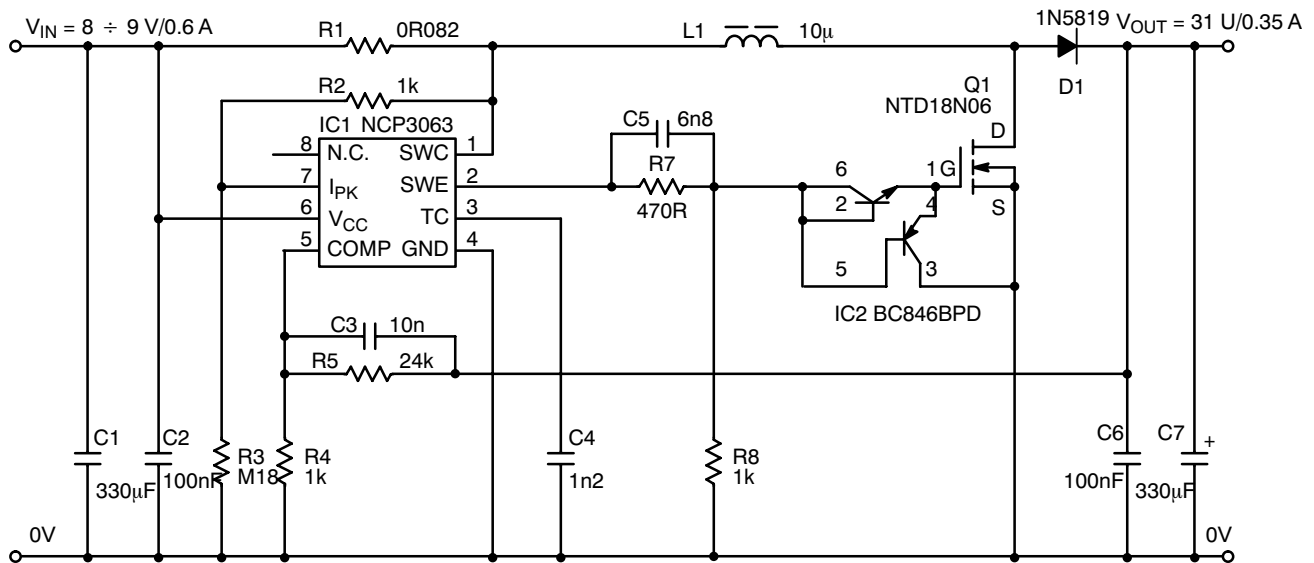 V_IN = 8 ÷ 9 V/0.6 A
R1 0R082
L1 10μ
1N5819
V_OUT = 31 U/0.35 A
D1
R2 1k
Q1
NTD18N06
IC1 NCP3063
8 N.C. SWC 1
7 I_PK SWE 2
6 V_CC TC 3
5 COMP GND 4
C5 6n8
R7
470R
6
2
1 G
D
S
4
5
3
IC2 BC846BPD
C3 10n
R5 24k
C1
330μF
C2
100nF
R3
M18
R4
1k
C4
1n2
R8
1k
C6
100nF
C7
+
330μF
0V
0V